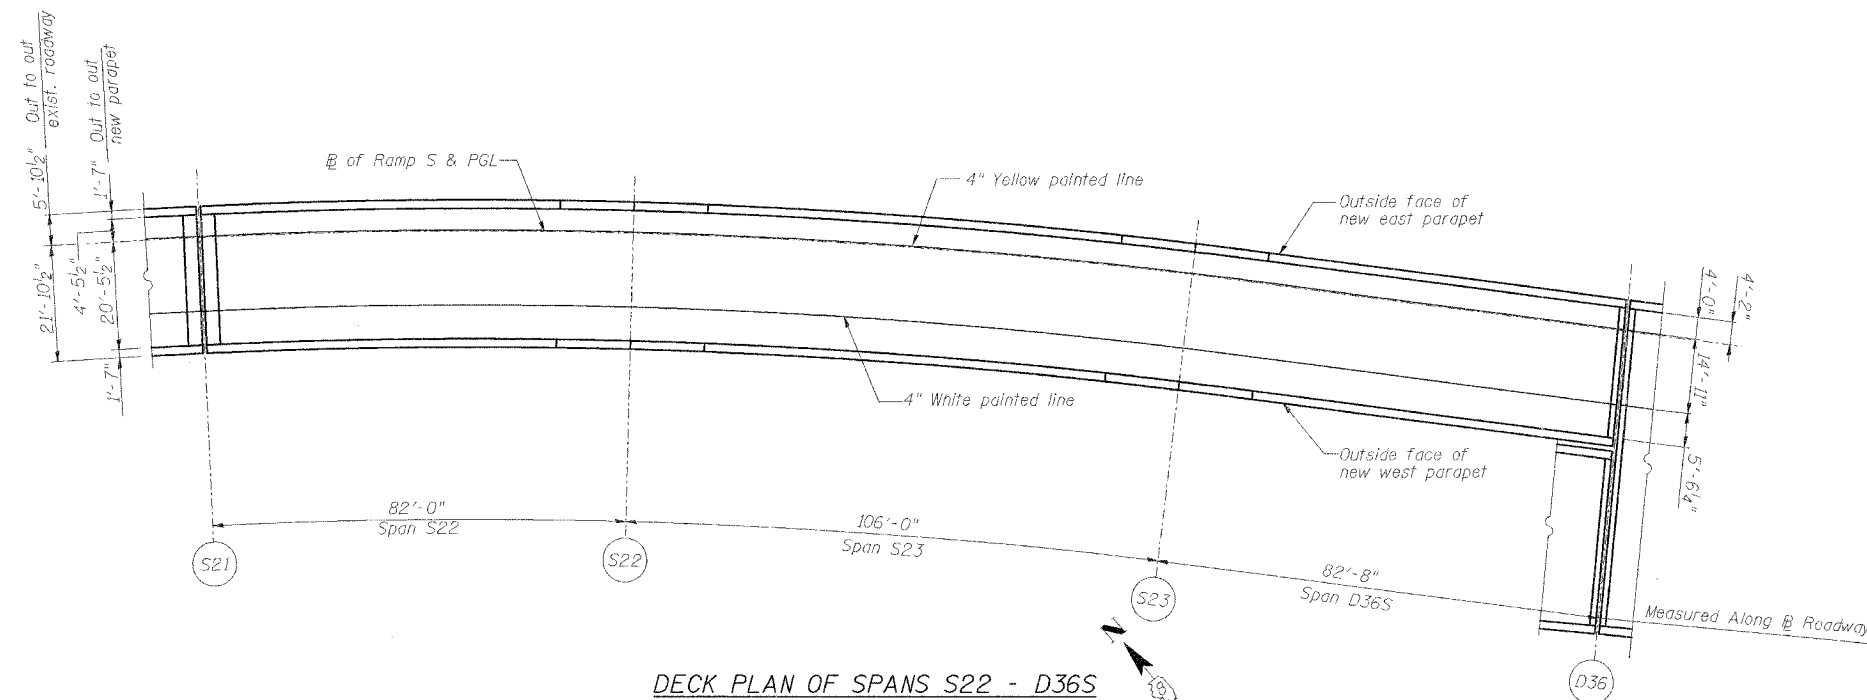 5'-10½" Out to out
exist. roadway
1'-7" Out to out
new parapet
21'-10½"
4'-5½"
20'-5½"
1'-7"
℄ of Ramp S & PGL
4" Yellow painted line
Outside face of
new east parapet
4'-2"
4'-0"
14'-11"
5'-6¼"
4" White painted line
Outside face of
new west parapet
82'-0"
Span S22
106'-0"
Span S23
82'-8"
Span D36S
S21
S22
S23
D36
Measured Along ℄ Roadway
N
DECK PLAN OF SPANS S22 - D36S